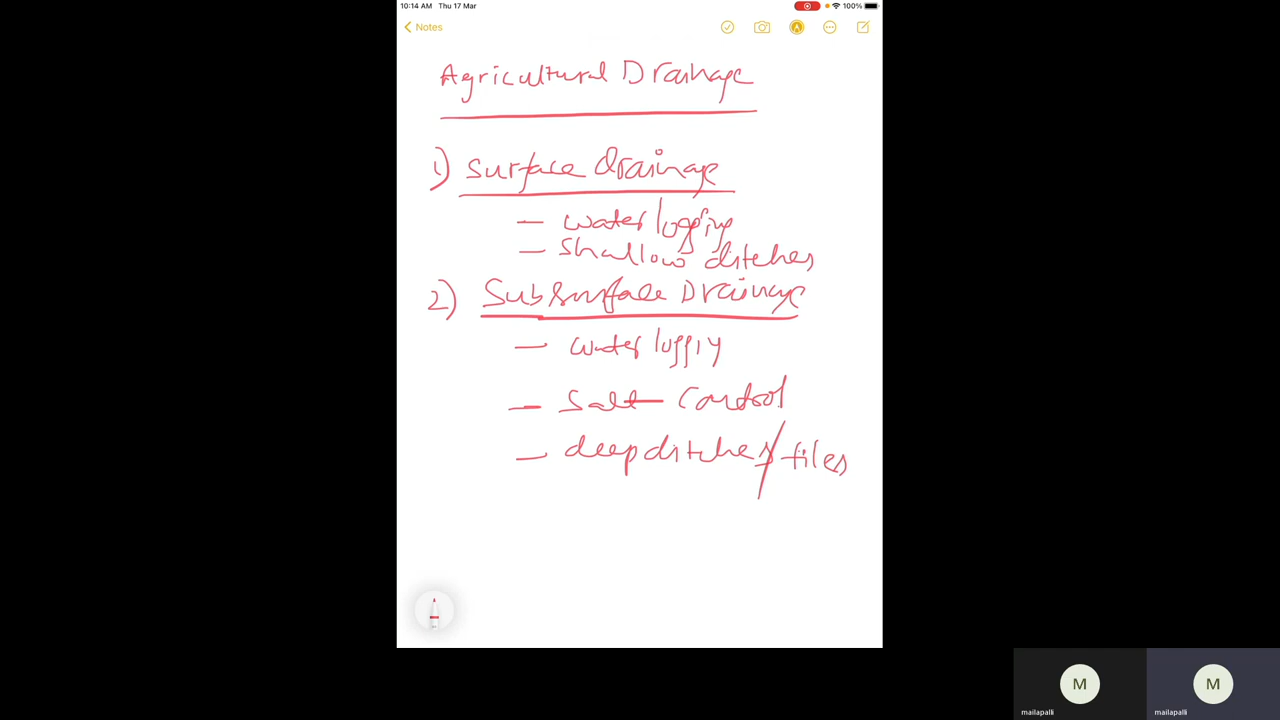 10:14 AM Thu 17 Mar
100%
Notes
Agricultural Drainage
1) Surface drainage
- water logging
- shallow ditches
2) Subsurface Drainage
- water loggig
- Salt control
- deep ditches/tiles
M
M
mailapalli
mailapalli